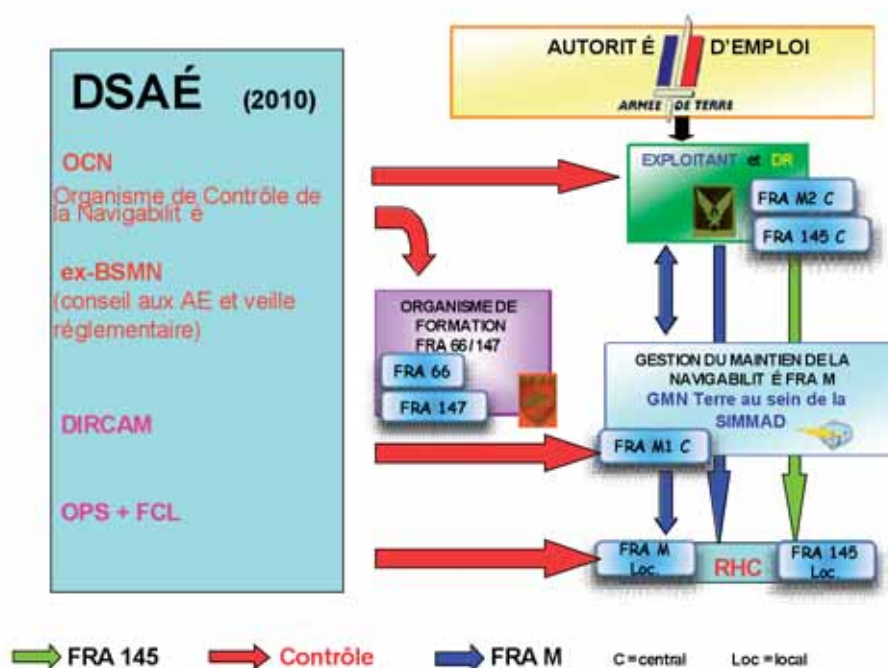 DSAÉ (2010)
OCN
Organisme de Contrôle de
la Navigabilit é
ex-BSMN
(conseil aux AE et veille
réglementaire)
DIRCAM
OPS + FCL
AUTORIT É D'EMPLOI
ARMEE DE TERRE
EXPLOITANT et DR
FRA M2 C
FRA 145 C
ORGANISME DE
FORMATION
FRA 66 / 147
FRA 66
FRA 147
GESTION DU MAINTIEN DE LA
NAVIGABILIT É FRA M
GMN Terre au sein de la
SIMMAD
FRA M1 C
FRA M
Loc.
RHC
FRA 145
Loc.
FRA 145
Contrôle
FRA M
C = central
Loc = local